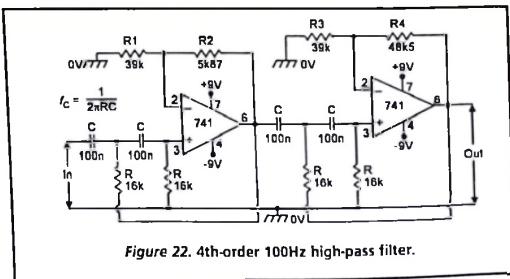 R1
39k
R2
5k87
0V
R3
39k
R4
48k5
0V
fC = 1
2πRC
+9V
2
7
741
6
3
4
-9V
+9V
2
7
741
6
3
4
-9V
C
100n
C
100n
C
100n
C
100n
In
R
16k
R
16k
R
16k
R
16k
Out
0V
Figure 22. 4th-order 100Hz high-pass filter.